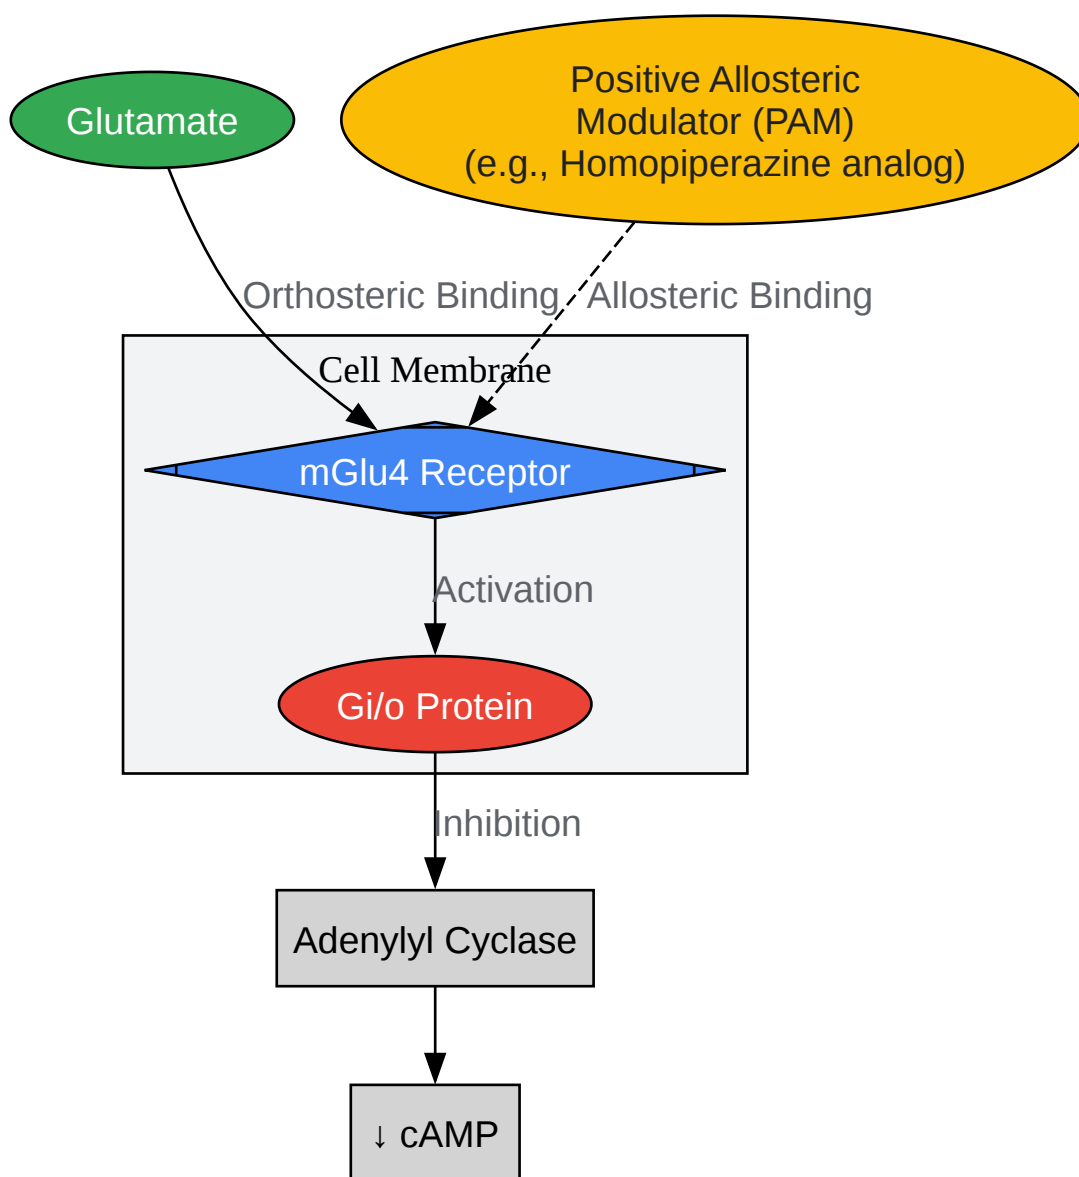 Glutamate
Positive Allosteric
Modulator (PAM)
(e.g., Homopiperazine analog)
Orthosteric Binding
Allosteric Binding
Cell Membrane
mGlu4 Receptor
Activation
Gi/o Protein
Inhibition
Adenylyl Cyclase
↓ cAMP